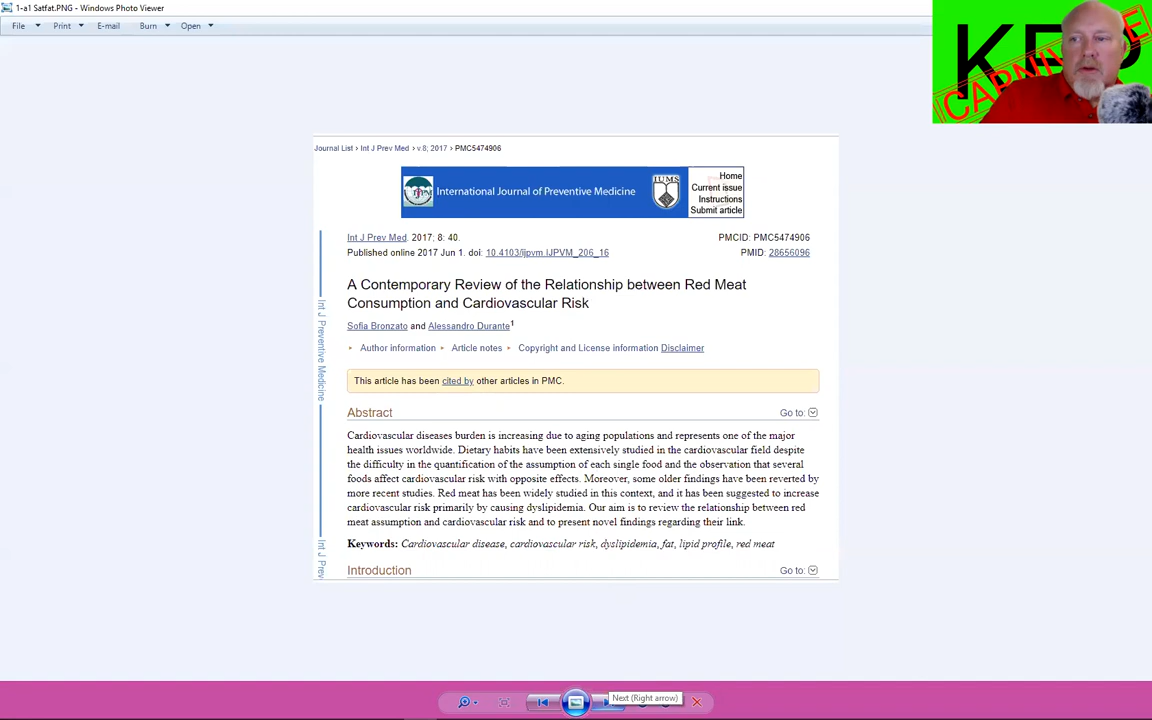 1-a1 Satfat.PNG - Windows Photo Viewer
File Print E-mail Burn Open
KE
CARNIVORE
Journal List > Int J Prev Med > v.8; 2017 > PMC5474906
International Journal of Preventive Medicine
IUMS
Home
Current issue
Instructions
Submit article
Int J Prev Med. 2017; 8: 40.
PMCID: PMC5474906
Published online 2017 Jun 1. doi: 10.4103/ijpvm.IJPVM_206_16
PMID: 28656096
A Contemporary Review of the Relationship between Red Meat
Consumption and Cardiovascular Risk
Sofia Bronzato and Alessandro Durante1
Author information Article notes Copyright and License information Disclaimer
This article has been cited by other articles in PMC.
Abstract Go to:
Cardiovascular diseases burden is increasing due to aging populations and represents one of the major
health issues worldwide. Dietary habits have been extensively studied in the cardiovascular field despite
the difficulty in the quantification of the assumption of each single food and the observation that several
foods affect cardiovascular risk with opposite effects. Moreover, some older findings have been reverted by
more recent studies. Red meat has been widely studied in this context, and it has been suggested to increase
cardiovascular risk primarily by causing dyslipidemia. Our aim is to review the relationship between red
meat assumption and cardiovascular risk and to present novel findings regarding their link.
Keywords: Cardiovascular disease, cardiovascular risk, dyslipidemia, fat, lipid profile, red meat
Introduction Go to:
Int J Preventive Medicine
Int J Prev
Next (Right arrow)